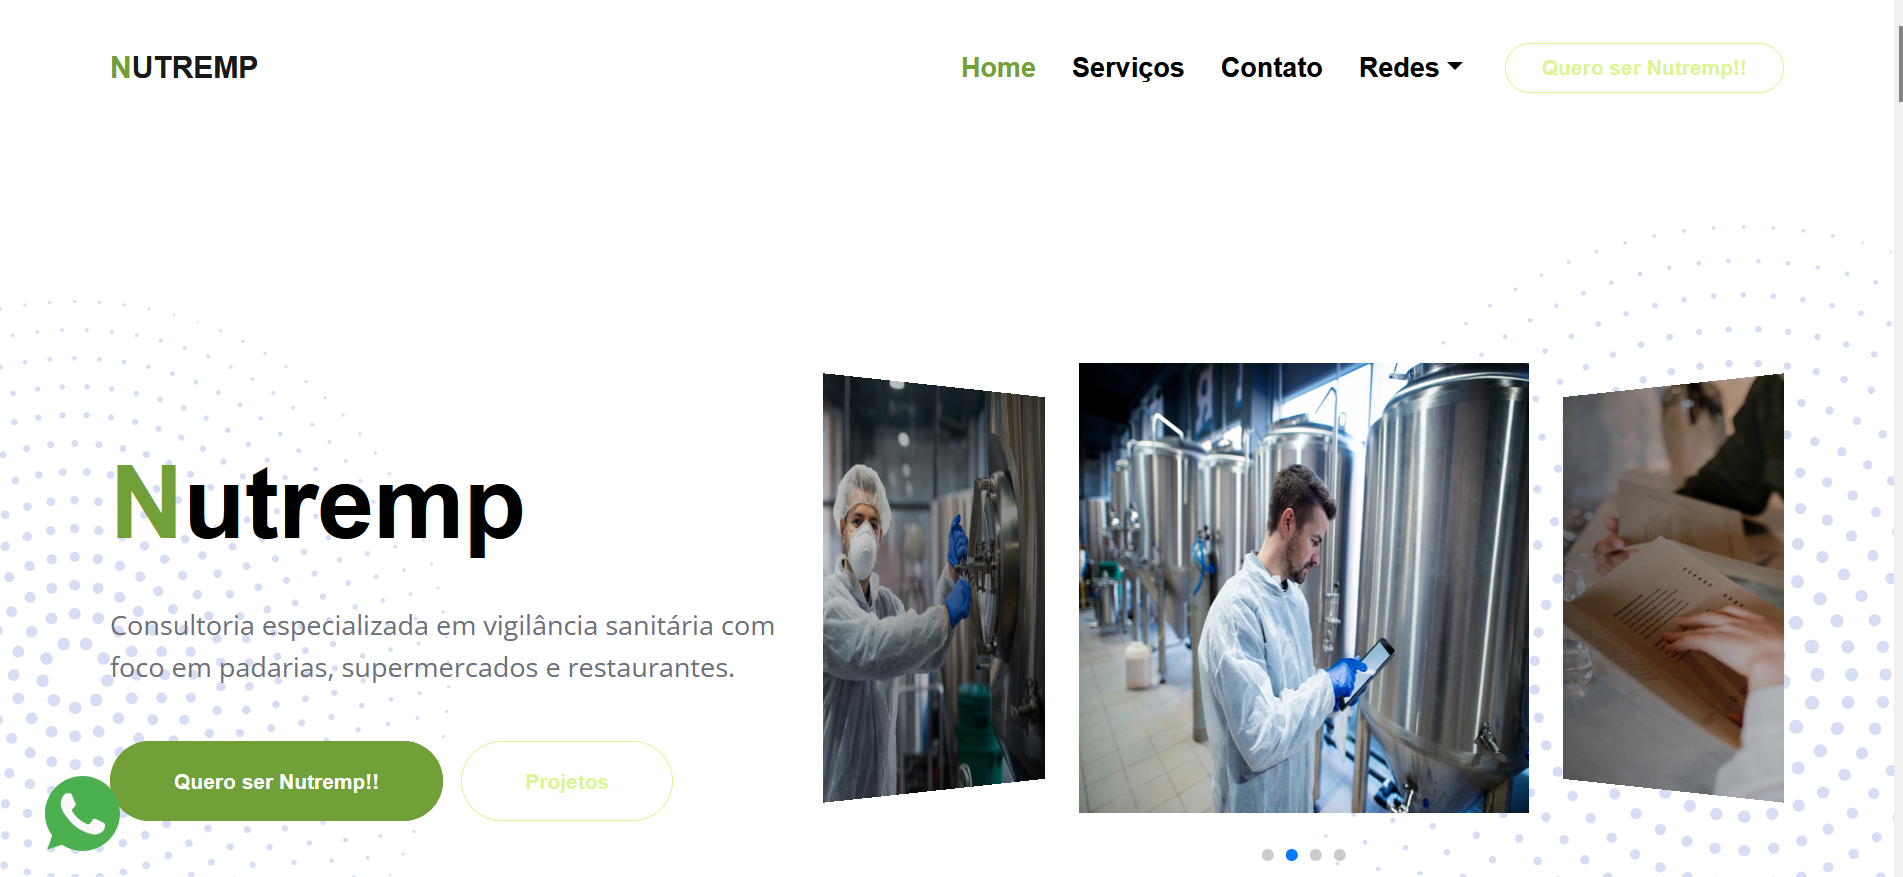 NUTREMP
Home Serviços Contato Redes Quero ser Nutremp!!
Nutremp
Consultoria especializada em vigilância sanitária com
foco em padarias, supermercados e restaurantes.
Quero ser Nutremp!! Projetos